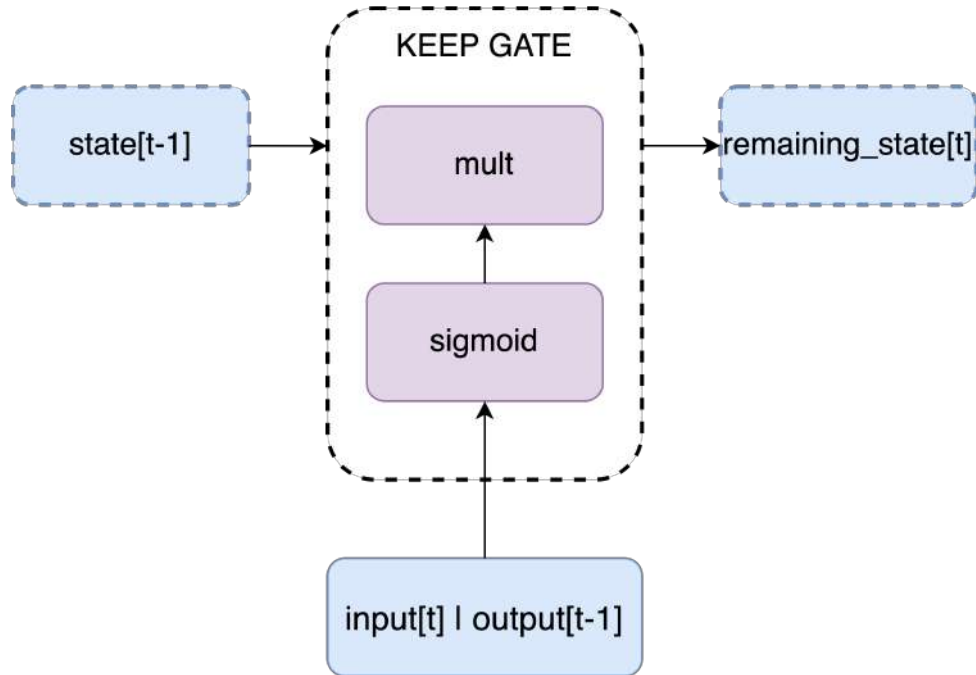 KEEP GATE
state[t-1]
mult
remaining_state[t]
sigmoid
input[t] | output[t-1]